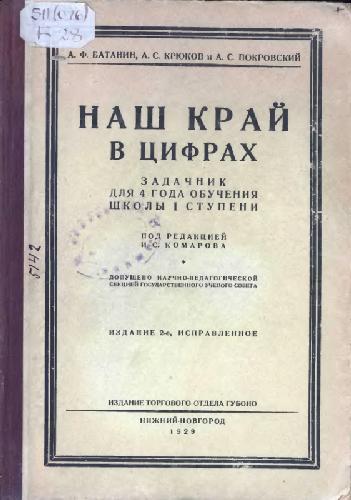 511(076)
Б 28
А. Ф. БАТАНИН, А. С. КРЮКОВ и А. С. ПОКРОВСКИЙ
НАШ КРАЙ
В ЦИФРАХ
ЗАДАЧНИК
ДЛЯ 4 ГОДА ОБУЧЕНИЯ
ШКОЛЫ I СТУПЕНИ
ПОД РЕДАКЦИЕЙ
И. С. КОМАРОВА
ДОПУЩЕНО НАУЧНО-ПЕДАГОГИЧЕСКОЙ
СЕКЦИЕЙ ГОСУДАРСТВЕННОГО УЧЕНОГО СОВЕТА
5142
ИЗДАНИЕ 2-е, ИСПРАВЛЕННОЕ
ИЗДАНИЕ ТОРГОВОГО ОТДЕЛА ГУБОНО
НИЖНИЙ-НОВГОРОД
1929